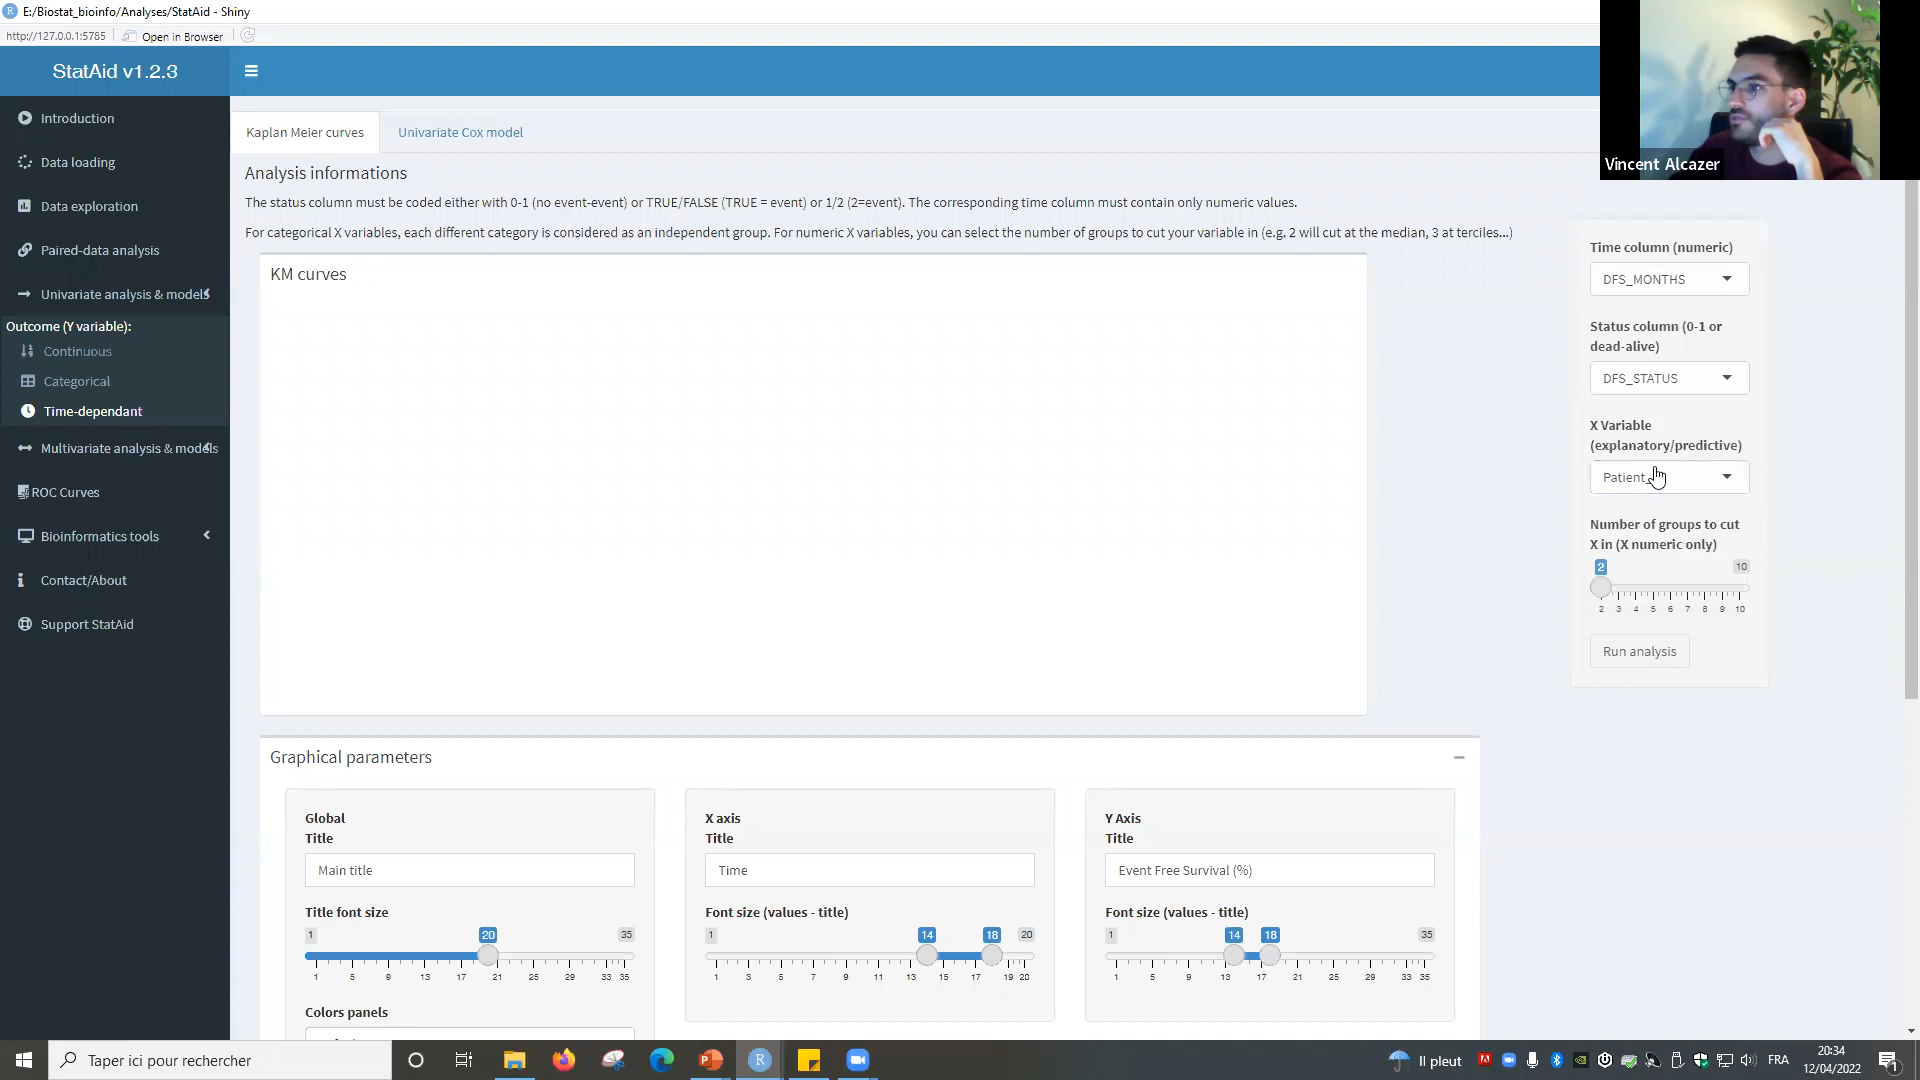 E:/Biostat_bioinfo/Analyses/StatAid - Shiny
http://127.0.0.1:5785
Open in Browser
StatAid v1.2.3
Introduction
Data loading
Data exploration
Paired-data analysis
Univariate analysis & models
Outcome (Y variable):
Continuous
Categorical
Time-dependant
Multivariate analysis & models
ROC Curves
Bioinformatics tools
Contact/About
Support StatAid
Kaplan Meier curves
Univariate Cox model
Analysis informations
The status column must be coded either with 0-1 (no event-event) or TRUE/FALSE (TRUE = event) or 1/2 (2=event). The corresponding time column must contain only numeric values.
For categorical X variables, each different category is considered as an independent group. For numeric X variables, you can select the number of groups to cut your variable in (e.g. 2 will cut at the median, 3 at terciles...)
KM curves
Vincent Alcazer
Time column (numeric)
DFS_MONTHS
Status column (0-1 or
dead-alive)
DFS_STATUS
X Variable
(explanatory/predictive)
Patient
Number of groups to cut
X in (X numeric only)
2 10
2 3 4 5 6 7 8 9 10
Run analysis
Graphical parameters
Global
Title
Main title
Title font size
1 20 35
1 5 9 13 17 21 25 29 33 35
Colors panels
X axis
Title
Time
Font size (values - title)
1 14 18 20
1 3 5 7 9 11 13 15 17 19 20
Y Axis
Title
Event Free Survival (%)
Font size (values - title)
1 14 18 35
1 5 9 13 17 21 25 29 33 35
Taper ici pour rechercher
Il pleut
FRA
20:34
12/04/2022
1